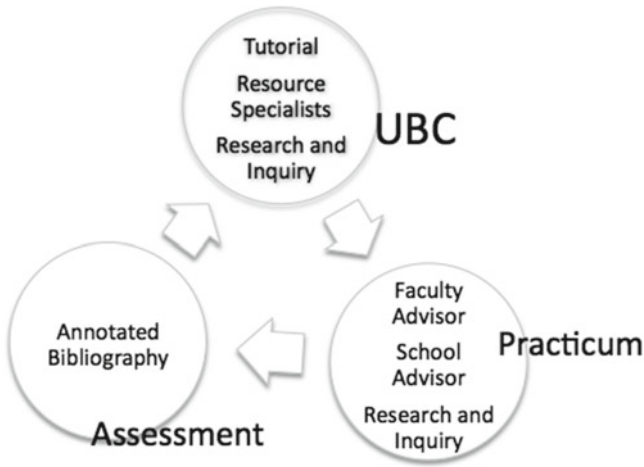 Tutorial
Resource
Specialists
Research and
Inquiry
UBC
Faculty
Advisor
School
Advisor
Research and
Inquiry
Practicum
Annotated
Bibliography
Assessment